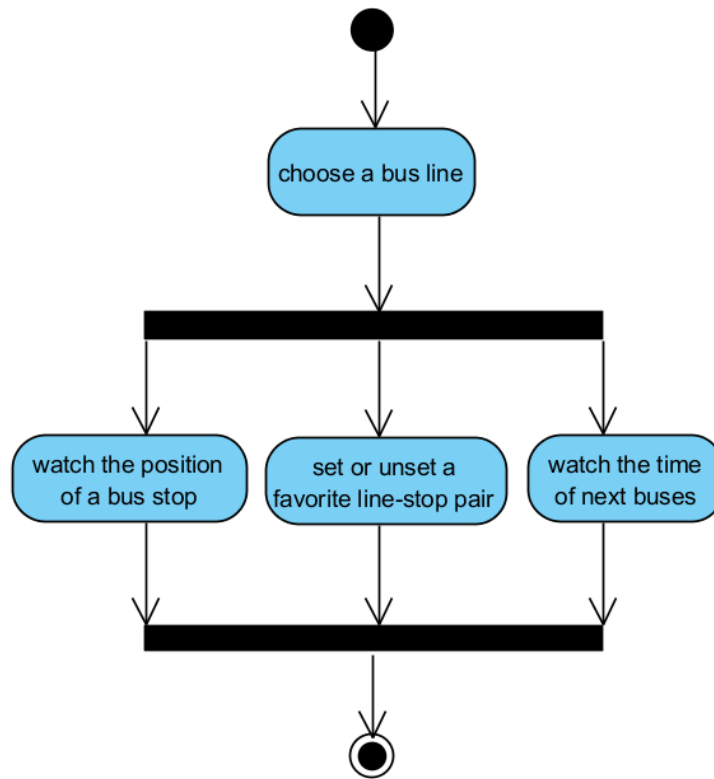 choose a bus line
watch the position
of a bus stop
set or unset a
favorite line-stop pair
watch the time
of next buses